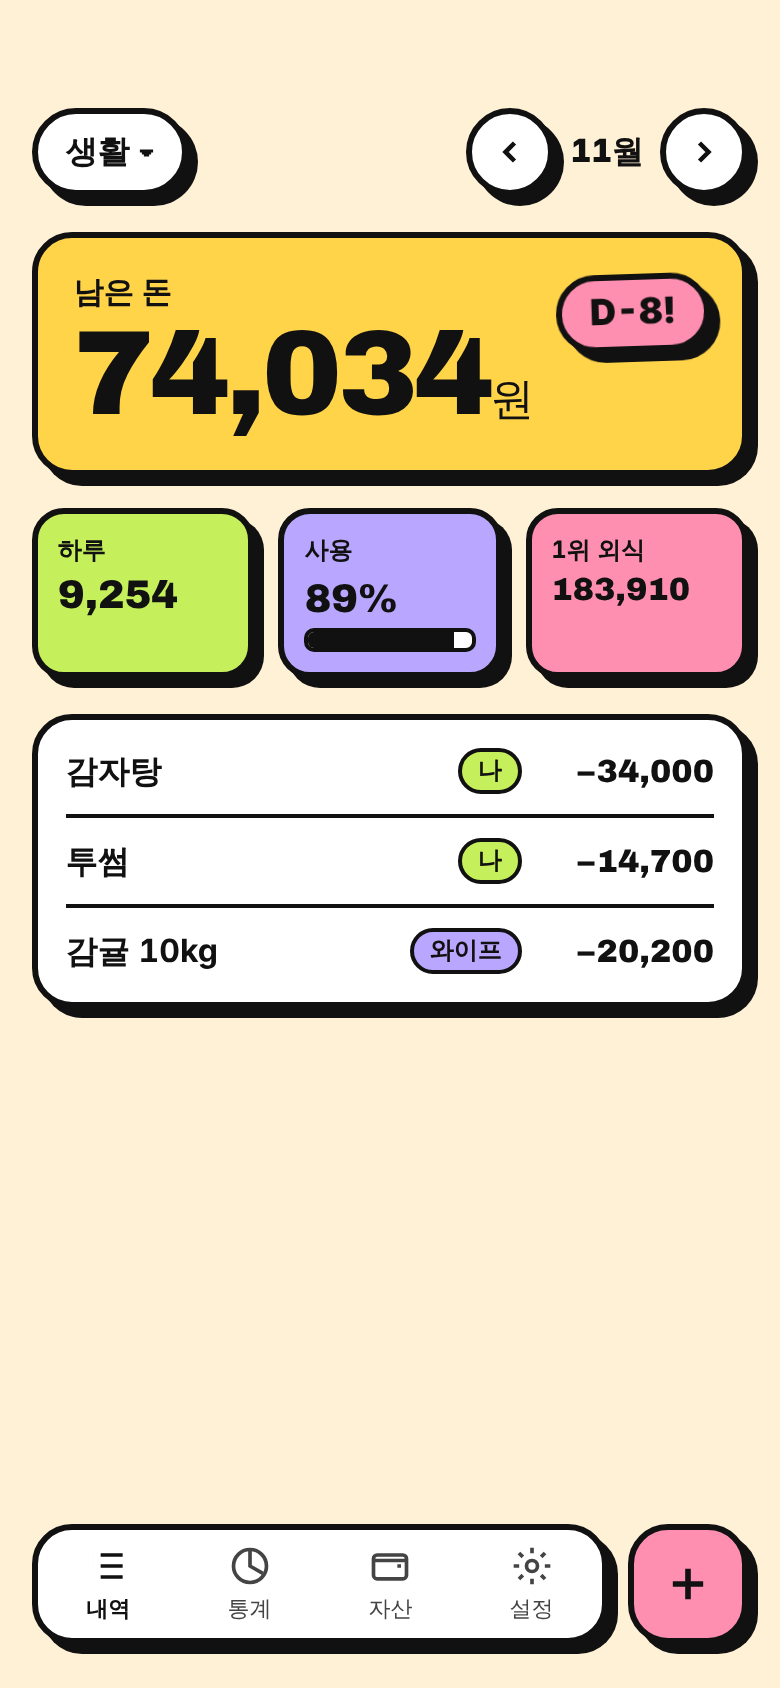 생활
11월
남은 돈
D-8!
74,034원
하루
9,254
사용
89%
1위 외식
183,910
감자탕 나 −34,000
투썸 나 −14,700
감귤 10kg 와이프 −20,200
내역 통계 자산 설정